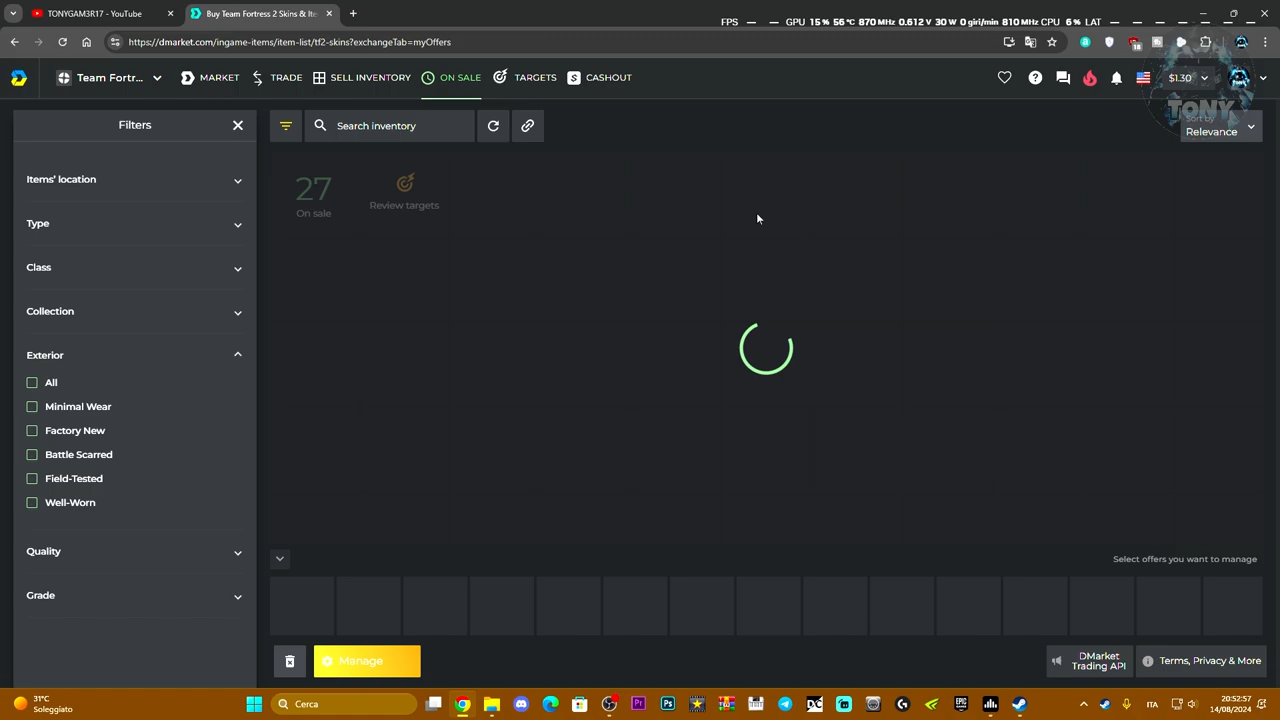 TONYGAM3R17 - YouTube
Buy Team Fortress 2 Skins & Ite
FPS — — GPU 15 % 56 °C 870 MHz 0.612 V 30 W 0 giri/min 810 MHz CPU 6 % LAT — — — — — — —
https://dmarket.com/ingame-items/item-list/tf2-skins?exchangeTab=myOffers
18
Team Fortr...
MARKET
TRADE
SELL INVENTORY
ON SALE
TARGETS
CASHOUT
$1.30
TONY
Filters
Search inventory
Sort by
Relevance
Items' location
Type
Class
Collection
Exterior
All
Minimal Wear
Factory New
Battle Scarred
Field-Tested
Well-Worn
Quality
Grade
27
On sale
Review targets
Select offers you want to manage
Manage
DMarket
Trading API
Terms, Privacy & More
31°C
Soleggiato
Cerca
ITA
20:52:57
14/08/2024